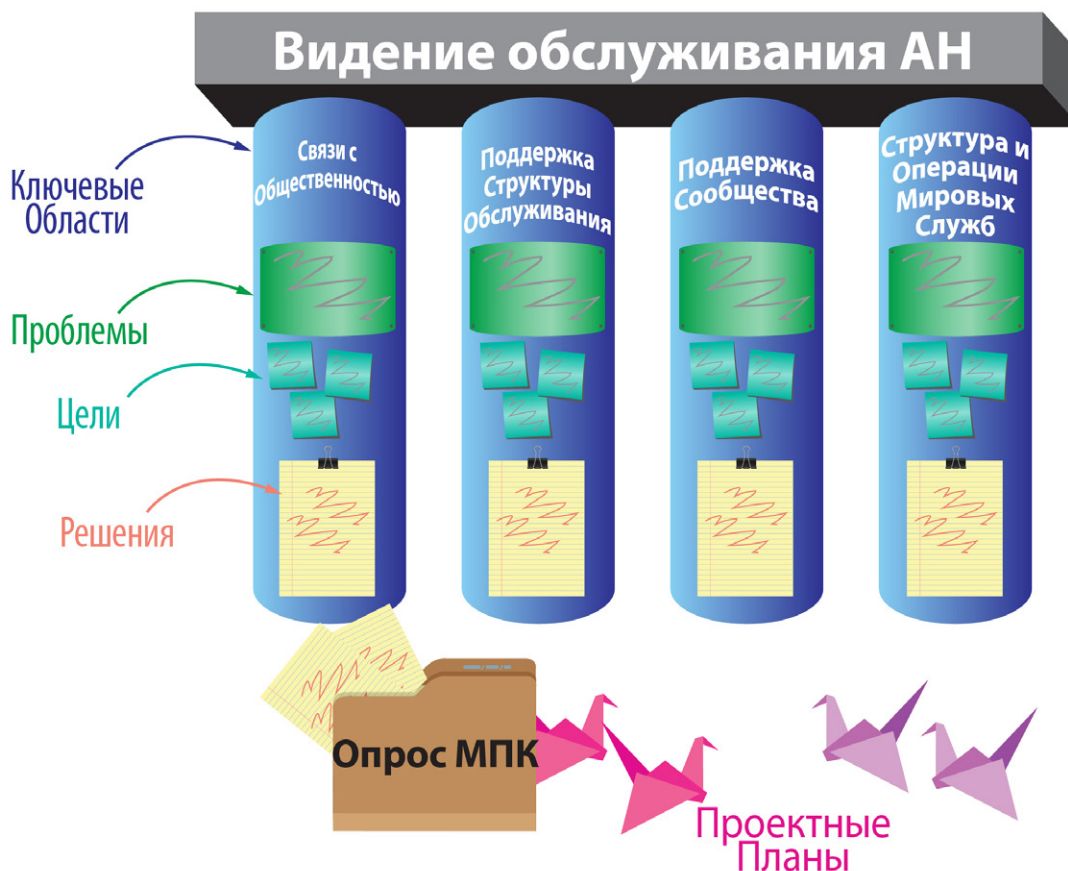 Видение обслуживания АН
Ключевые
Области
Проблемы
Цели
Решения
Связи с
Общественностью
Поддержка
Структуры
Обслуживания
Поддержка
Сообщества
Структура и
Операции
Мировых
Служб
Опрос МПК
Проектные
Планы